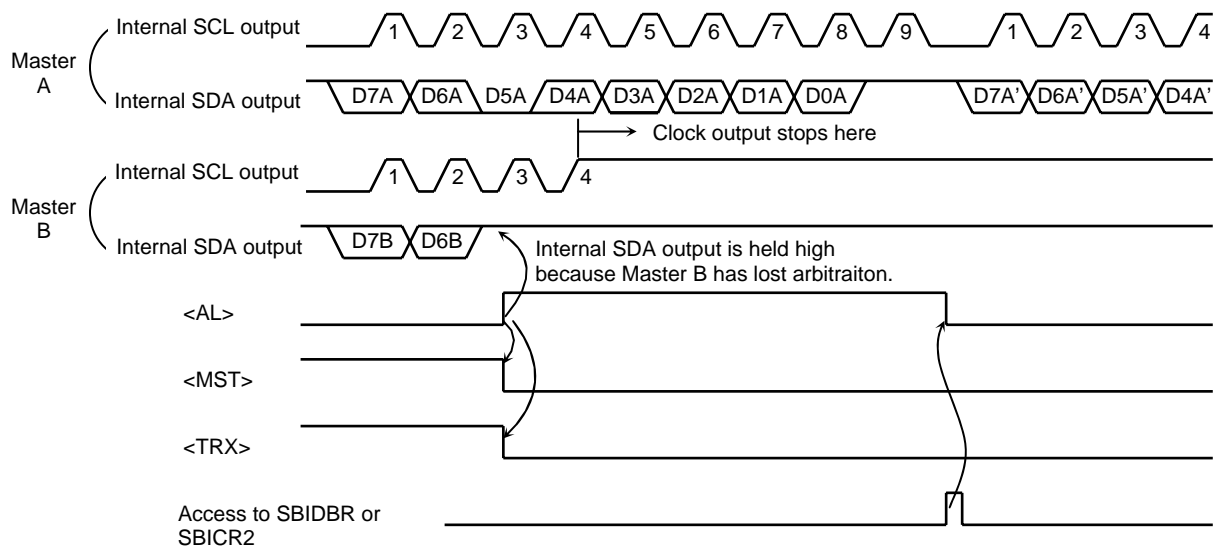 Internal SCL output 1 2 3 4 5 6 7 8 9 1 2 3 4
Master
A
Internal SDA output D7A D6A D5A D4A D3A D2A D1A D0A D7A' D6A' D5A' D4A'
Clock output stops here
Internal SCL output 1 2 3 4
Master
B
Internal SDA output D7B D6B
Internal SDA output is held high
because Master B has lost arbitraiton.
<AL>
<MST>
<TRX>
Access to SBIDBR or
SBICR2